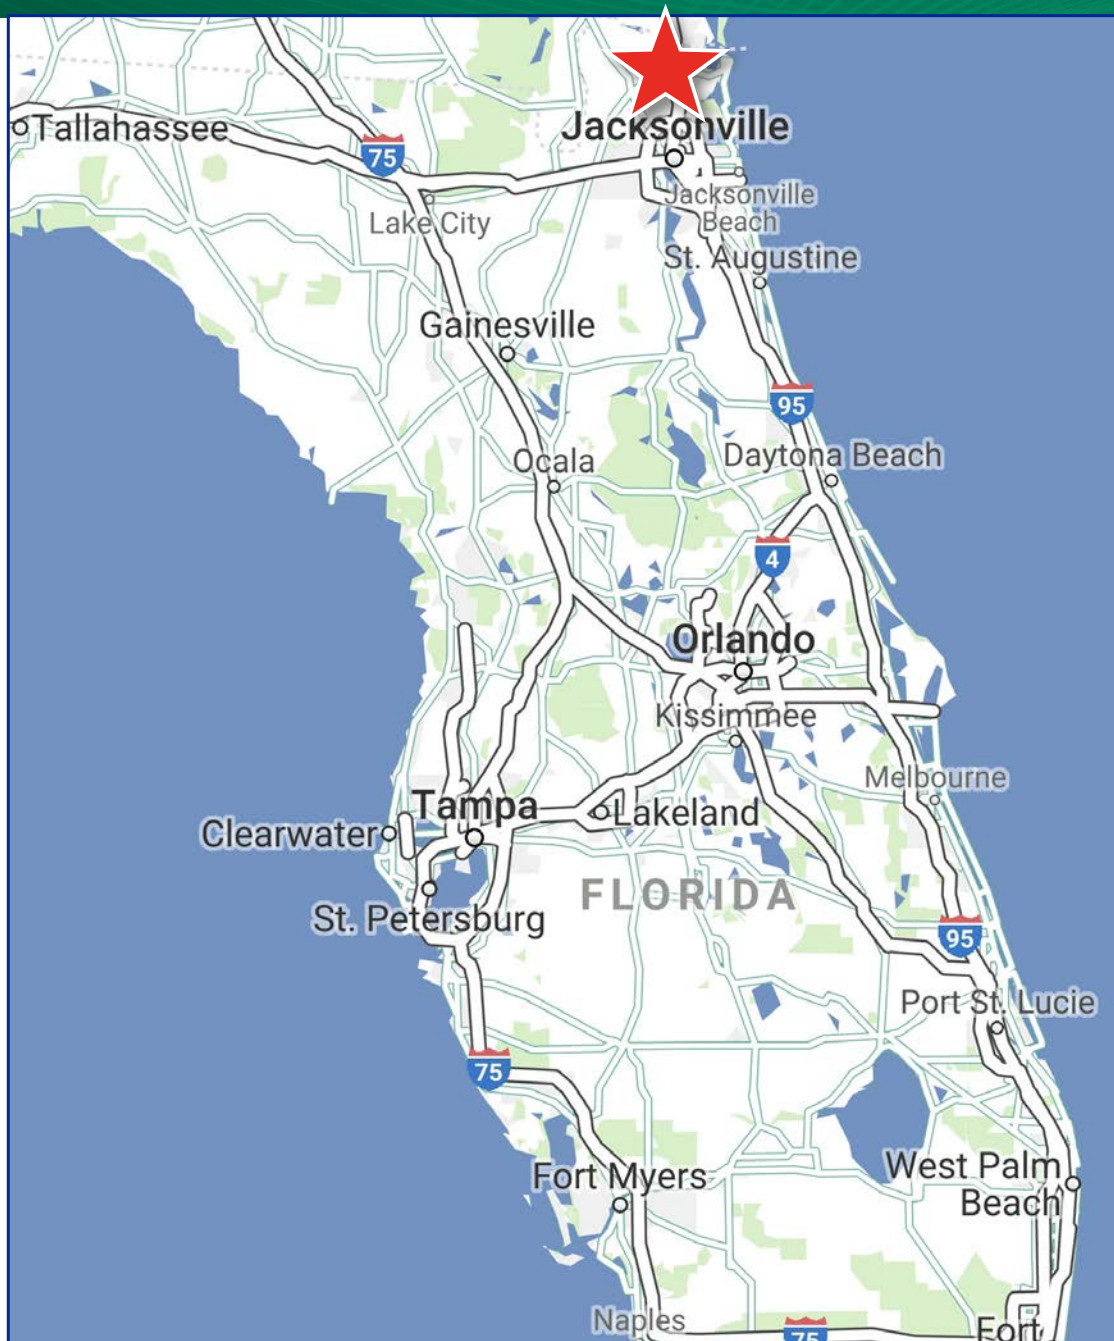 Jacksonville
Tallahassee
75
Jacksonville
Beach
Lake City
St. Augustine
Gainesville
95
Daytona Beach
Ocala
4
Orlando
Kissimmee
Melbourne
Tampa
Lakeland
Clearwater
FLORIDA
St. Petersburg
95
Port St. Lucie
75
West Palm
Beach
Fort Myers
Naples
75
Fort